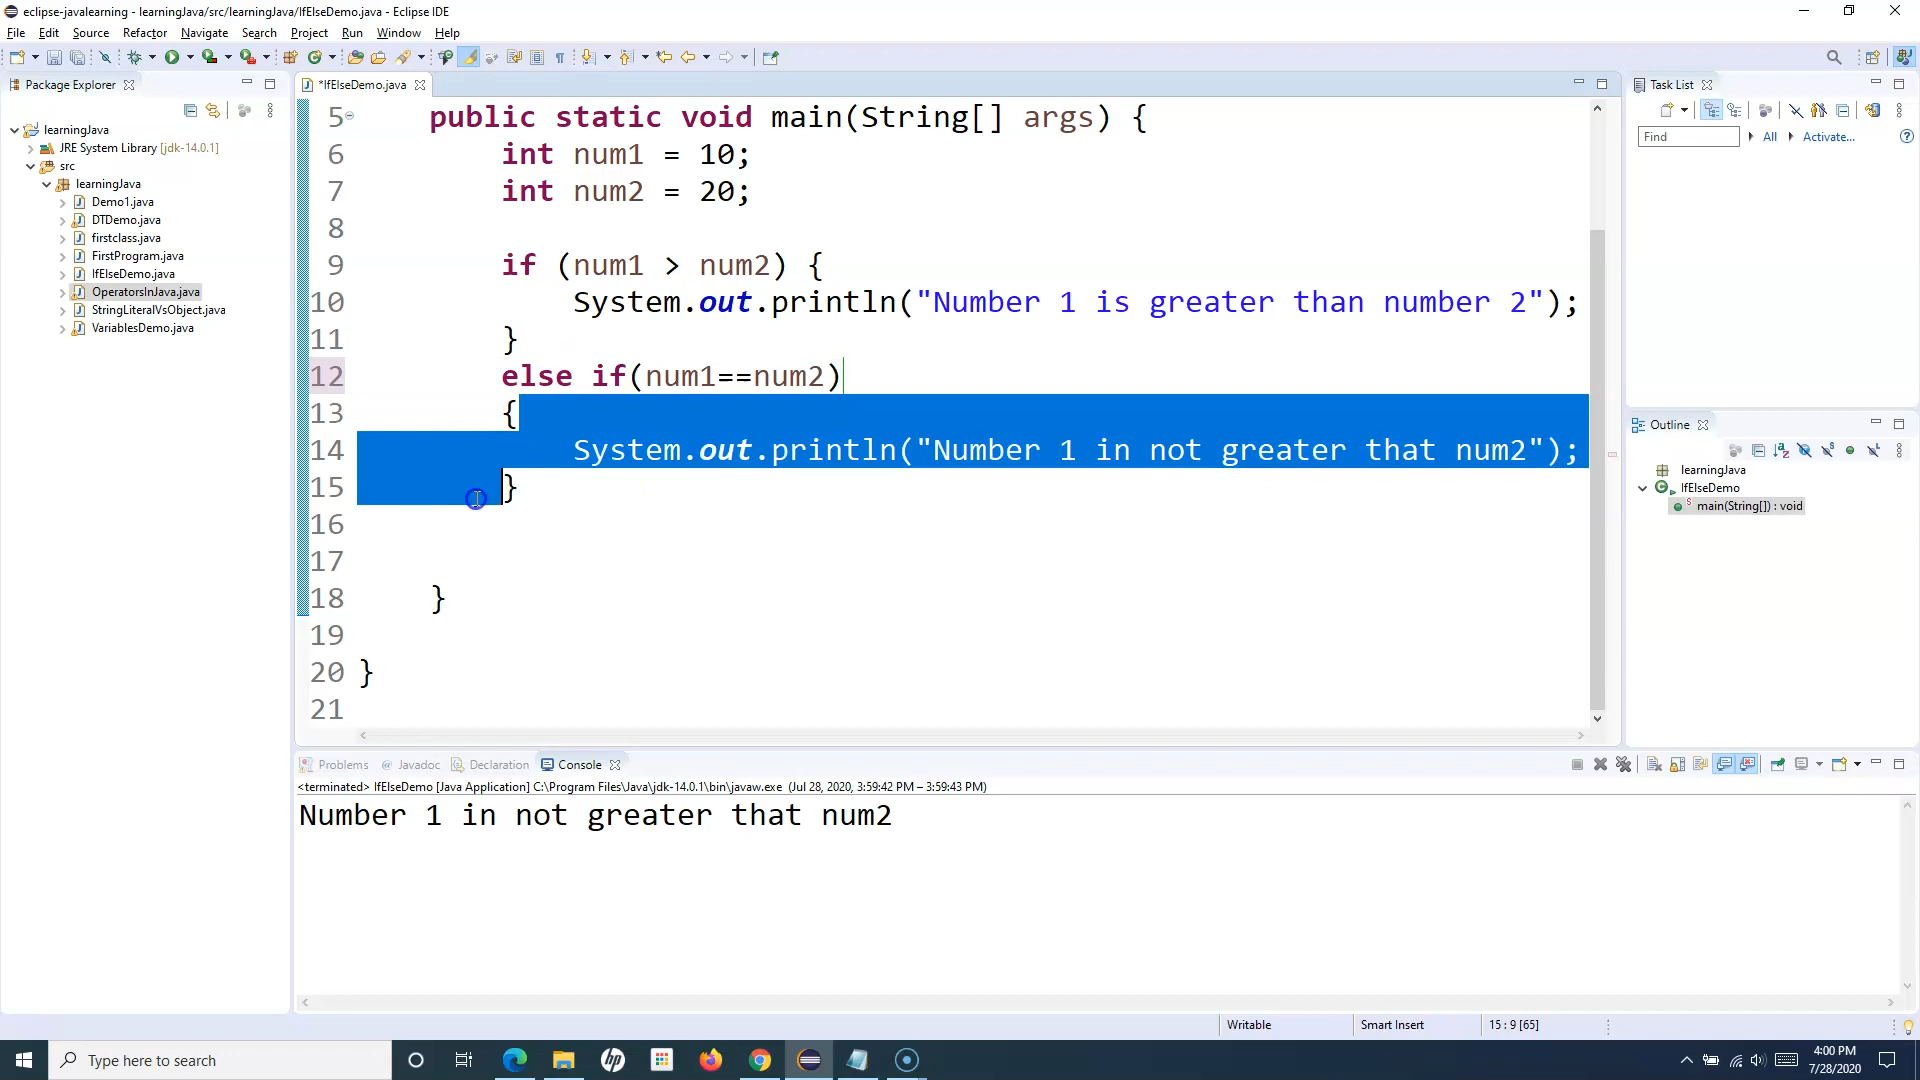 eclipse-javalearning - learningJava/src/learningJava/IfElseDemo.java - Eclipse IDE
File Edit Source Refactor Navigate Search Project Run Window Help
Package Explorer
learningJava
JRE System Library [jdk-14.0.1]
src
learningJava
Demo1.java
DTDemo.java
firstclass.java
FirstProgram.java
IfElseDemo.java
OperatorsInJava.java
StringLiteralVsObject.java
VariablesDemo.java
*IfElseDemo.java
5 public static void main(String[] args) {
6 int num1 = 10;
7 int num2 = 20;
8
9 if (num1 > num2) {
10 System.out.println("Number 1 is greater than number 2");
11 }
12 else if(num1==num2)
13 {
14 System.out.println("Number 1 in not greater that num2");
15 }
16
17
18 }
19
20 }
21
Task List
Find All Activate...
Outline
learningJava
IfElseDemo
main(String[]) : void
Problems Javadoc Declaration Console
<terminated> IfElseDemo [Java Application] C:\Program Files\Java\jdk-14.0.1\bin\javaw.exe (Jul 28, 2020, 3:59:42 PM – 3:59:43 PM)
Number 1 in not greater that num2
Writable Smart Insert 15 : 9 [65]
Type here to search
4:00 PM
7/28/2020